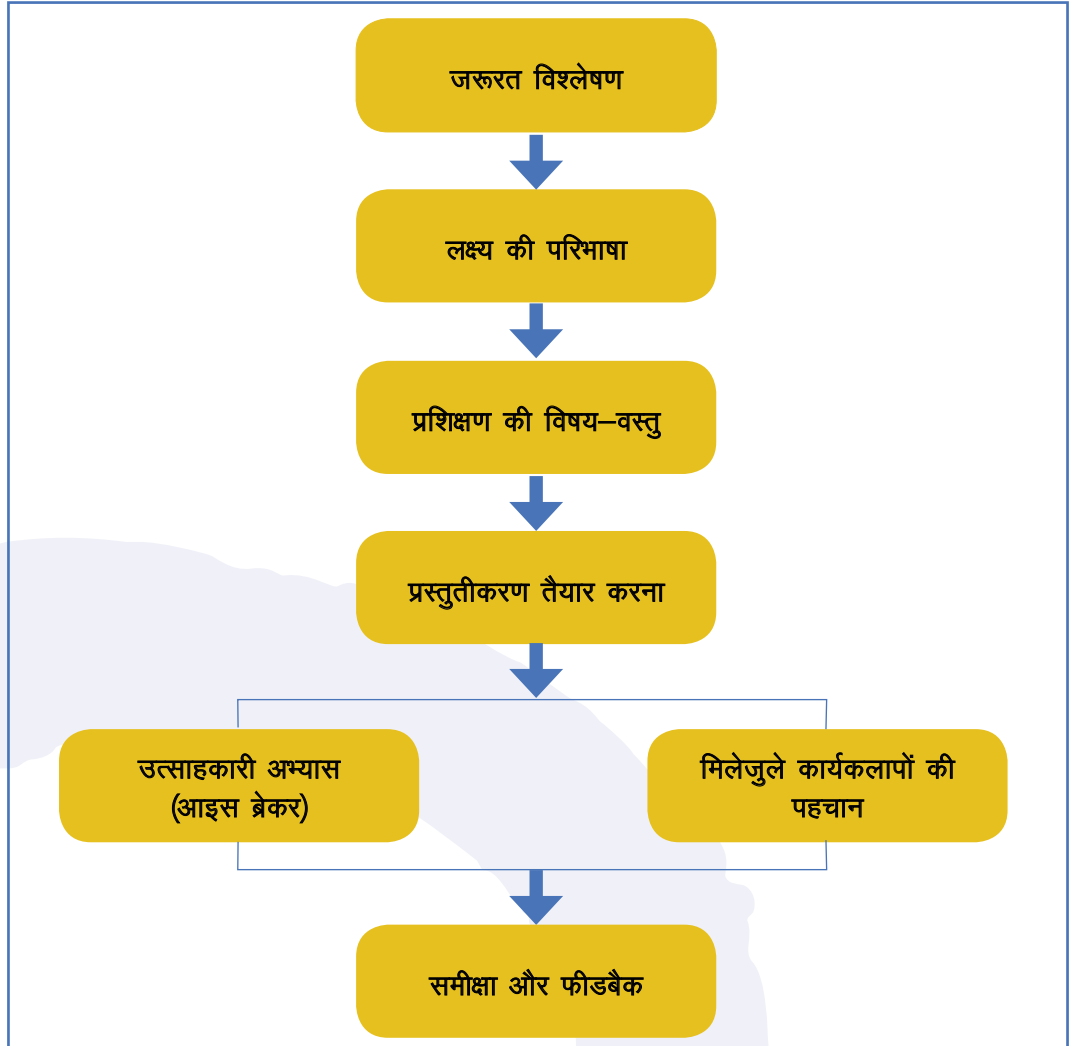 जरूरत विश्लेषण
लक्ष्य की परिभाषा
प्रशिक्षण की विषय–वस्तु
प्रस्तुतीकरण तैयार करना
उत्साहकारी अभ्यास
(आइस ब्रेकर)
मिलेजुले कार्यकलापों की
पहचान
समीक्षा और फीडबैक